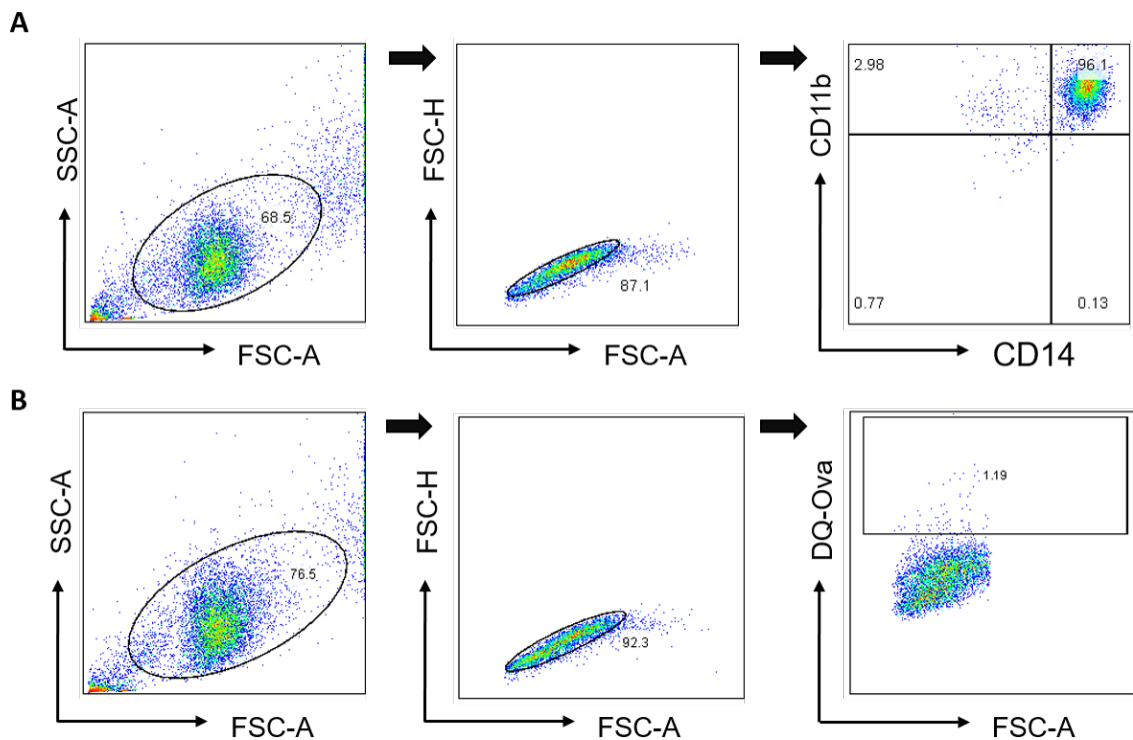 A
SSC-A
68.5
FSC-A
FSC-H
87.1
FSC-A
CD11b
2.98
96.1
0.77
0.13
CD14
B
SSC-A
76.5
FSC-A
FSC-H
92.3
FSC-A
DQ-Ova
1.19
FSC-A